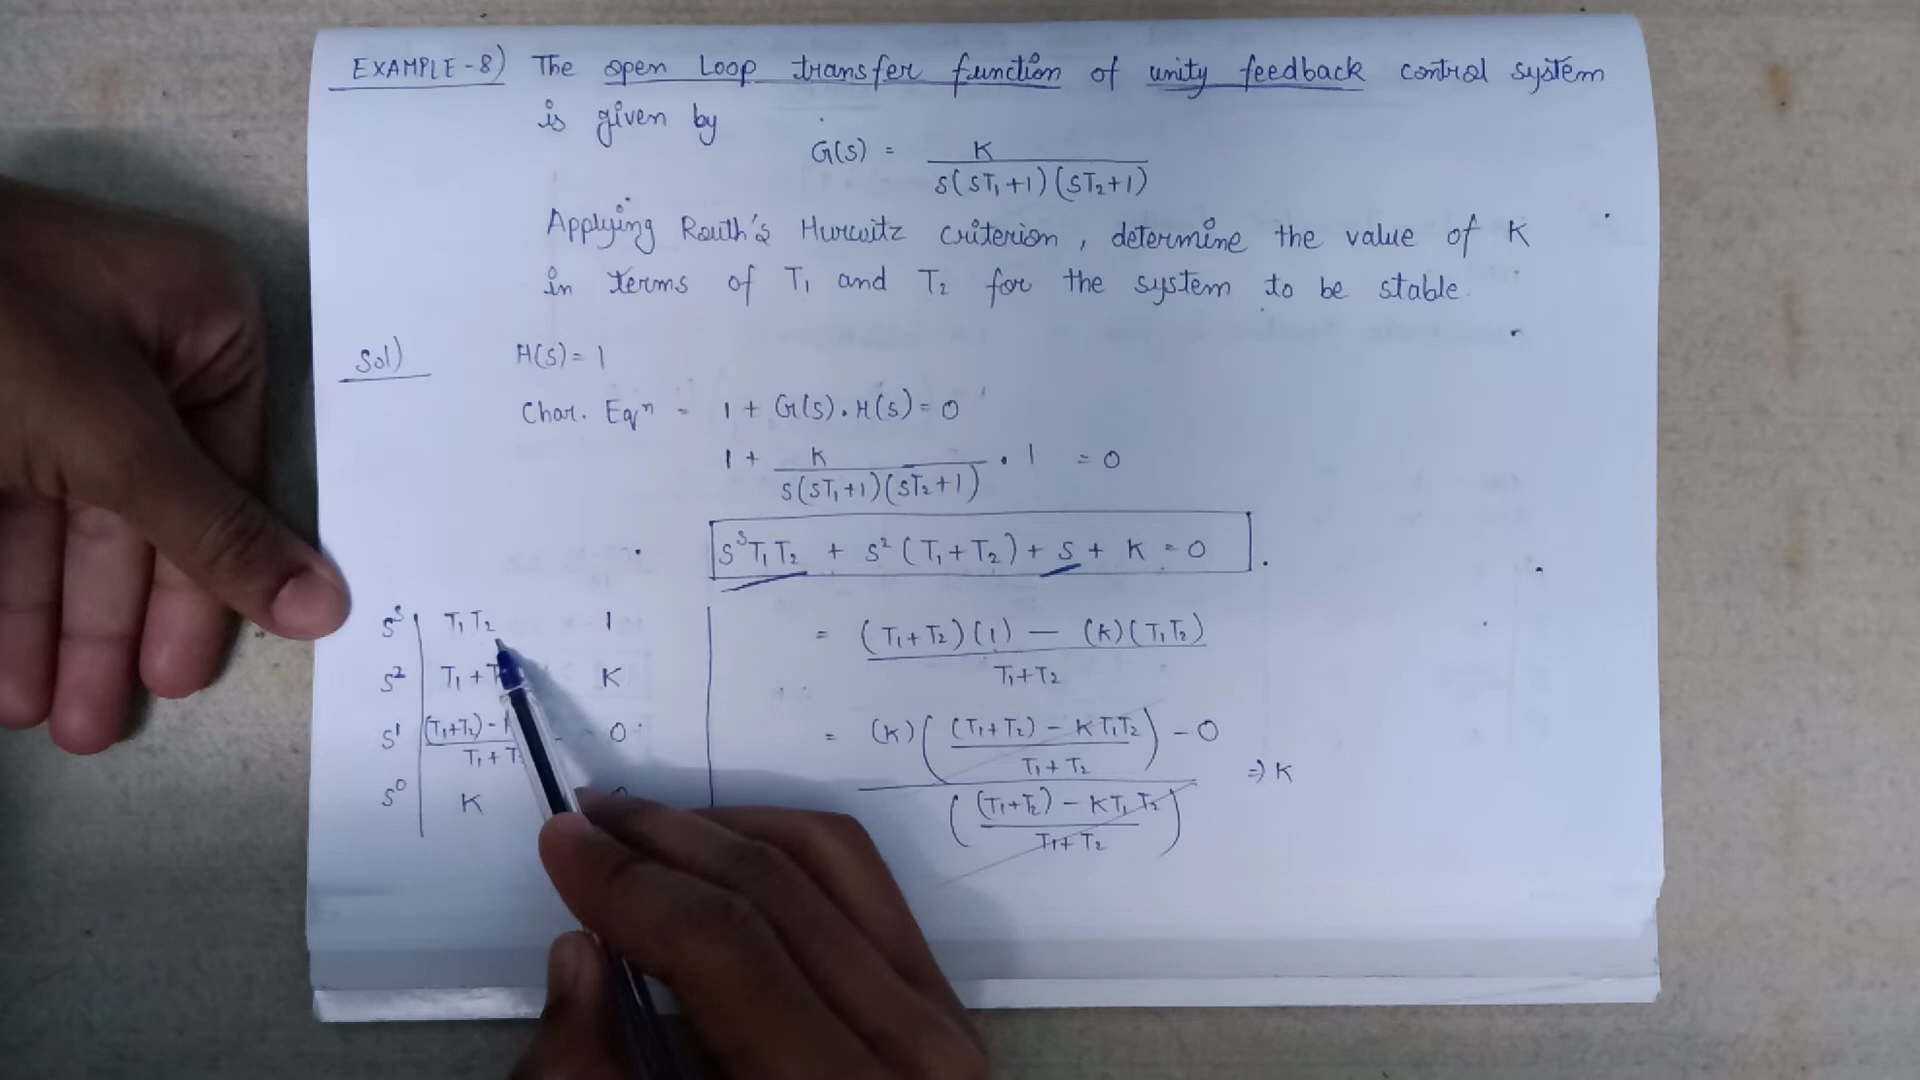 EXAMPLE-8) The open Loop transfer function of unity feedback control system
is given by
G(s) = K / S(ST₁+1)(ST₂+1)
Applying Routh's Hurwitz criterion, determine the value of K
in terms of T₁ and T₂ for the system to be stable.
Sol) H(S) = 1
Char. Eqⁿ - 1 + G(s).H(s) = 0
1 + K / S(ST₁+1)(ST₂+1) . 1 = 0
S³T₁T₂ + S²(T₁+T₂) + S + K = 0
S³ T₁T₂ 1
S² T₁+T K
S¹ (T₁+T₂) - / T₁+T 0
S⁰ K
= (T₁+T₂)(1) — (K)(T₁T₂) / T₁+T₂
= (K)((T₁+T₂) - KT₁T₂ / T₁+T₂) - 0 / ((T₁+T₂) - KT₁T₂ / T₁+T₂) ⇒ K